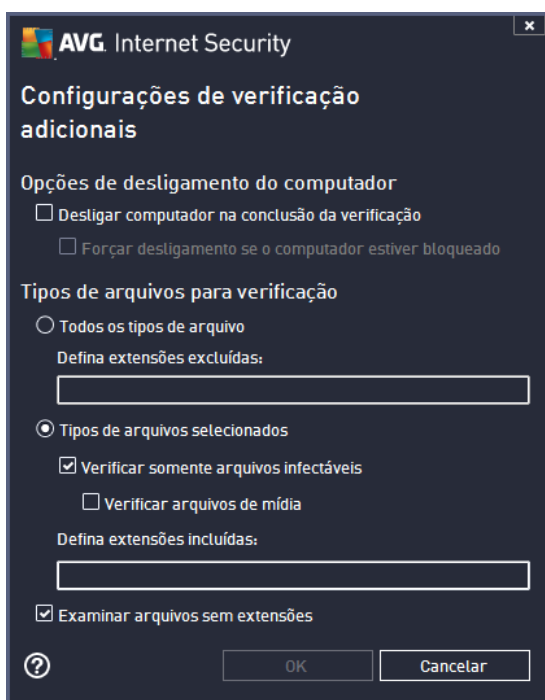 AVG. Internet Security
Configurações de verificação
adicionais
Opções de desligamento do computador
Desligar computador na conclusão da verificação
Forçar desligamento se o computador estiver bloqueado
Tipos de arquivos para verificação
Todos os tipos de arquivo
Defina extensões excluídas:
Tipos de arquivos selecionados
Verificar somente arquivos infectáveis
Verificar arquivos de mídia
Defina extensões incluídas:
Examinar arquivos sem extensões
OK Cancelar